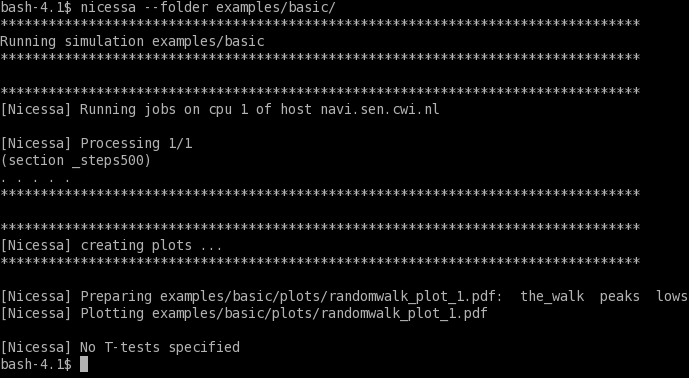 bash-4.1$ nicessa --folder examples/basic/
********************************************************************************
Running simulation examples/basic
********************************************************************************
********************************************************************************
[Nicessa] Running jobs on cpu 1 of host navi.sen.cwi.nl
[Nicessa] Processing 1/1
(section _steps500)
. . . . .
********************************************************************************
********************************************************************************
[Nicessa] creating plots ...
********************************************************************************
[Nicessa] Preparing examples/basic/plots/randomwalk_plot_1.pdf:  the_walk  peaks  lows
[Nicessa] Plotting examples/basic/plots/randomwalk_plot_1.pdf
[Nicessa] No T-tests specified
bash-4.1$